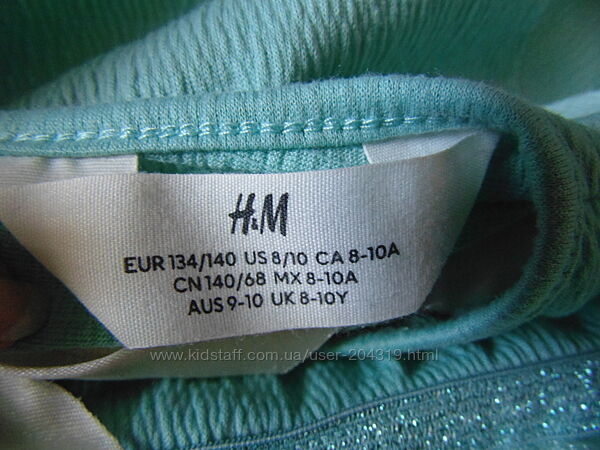 H&M
EUR 134/140 US 8/10 CA 8-10A
CN 140/68 MX 8-10A
AUS 9-10 UK 8-10Y
www.kidstaff.com.ua/user-204319.html